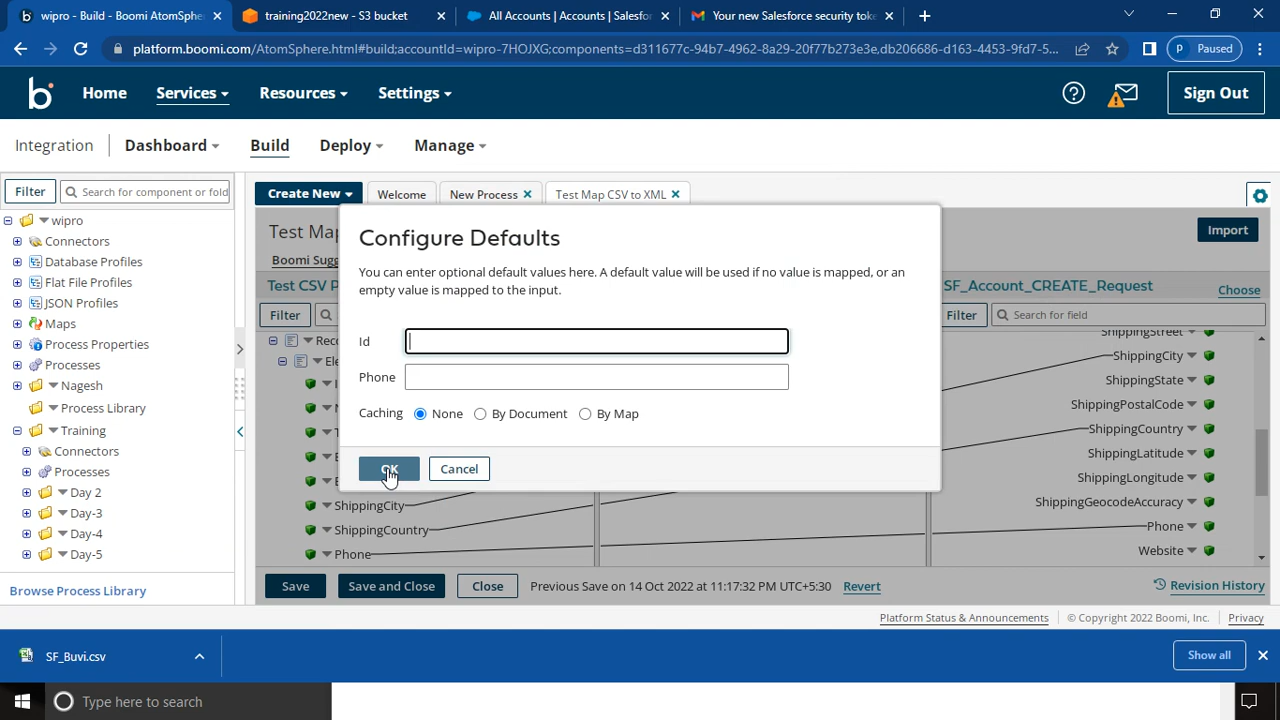 wipro - Build - Boomi AtomSphe
training2022new - S3 bucket
All Accounts | Accounts | Salesfor
Your new Salesforce security toke
platform.boomi.com/AtomSphere.html#build;accountId=wipro-7HOJXG;components=d311677c-94b7-4962-8a29-20f77b273e3e,db206686-d163-4453-9fd7-5...
P Paused
Home
Services
Resources
Settings
Sign Out
Integration
Dashboard
Build
Deploy
Manage
Filter
Search for component or fold
Create New
Welcome
New Process
Test Map CSV to XML
wipro
Connectors
Database Profiles
Flat File Profiles
JSON Profiles
Maps
Process Properties
Processes
Nagesh
Process Library
Training
Connectors
Processes
Day 2
Day-3
Day-4
Day-5
Browse Process Library
Test Map
Import
Boomi Sugg
Test CSV P
SF_Account_CREATE_Request
Choose
Filter
Filter
Search for field
Configure Defaults
You can enter optional default values here. A default value will be used if no value is mapped, or an
empty value is mapped to the input.
Id
Phone
Caching None By Document By Map
OK
Cancel
Reco
Ele
ShippingCity
ShippingCountry
Phone
ShippingStreet
ShippingCity
ShippingState
ShippingPostalCode
ShippingCountry
ShippingLatitude
ShippingLongitude
ShippingGeocodeAccuracy
Phone
Website
Save
Save and Close
Close
Previous Save on 14 Oct 2022 at 11:17:32 PM UTC+5:30
Revert
Revision History
Platform Status & Announcements
© Copyright 2022 Boomi, Inc.
Privacy
SF_Buvi.csv
Show all
Type here to search